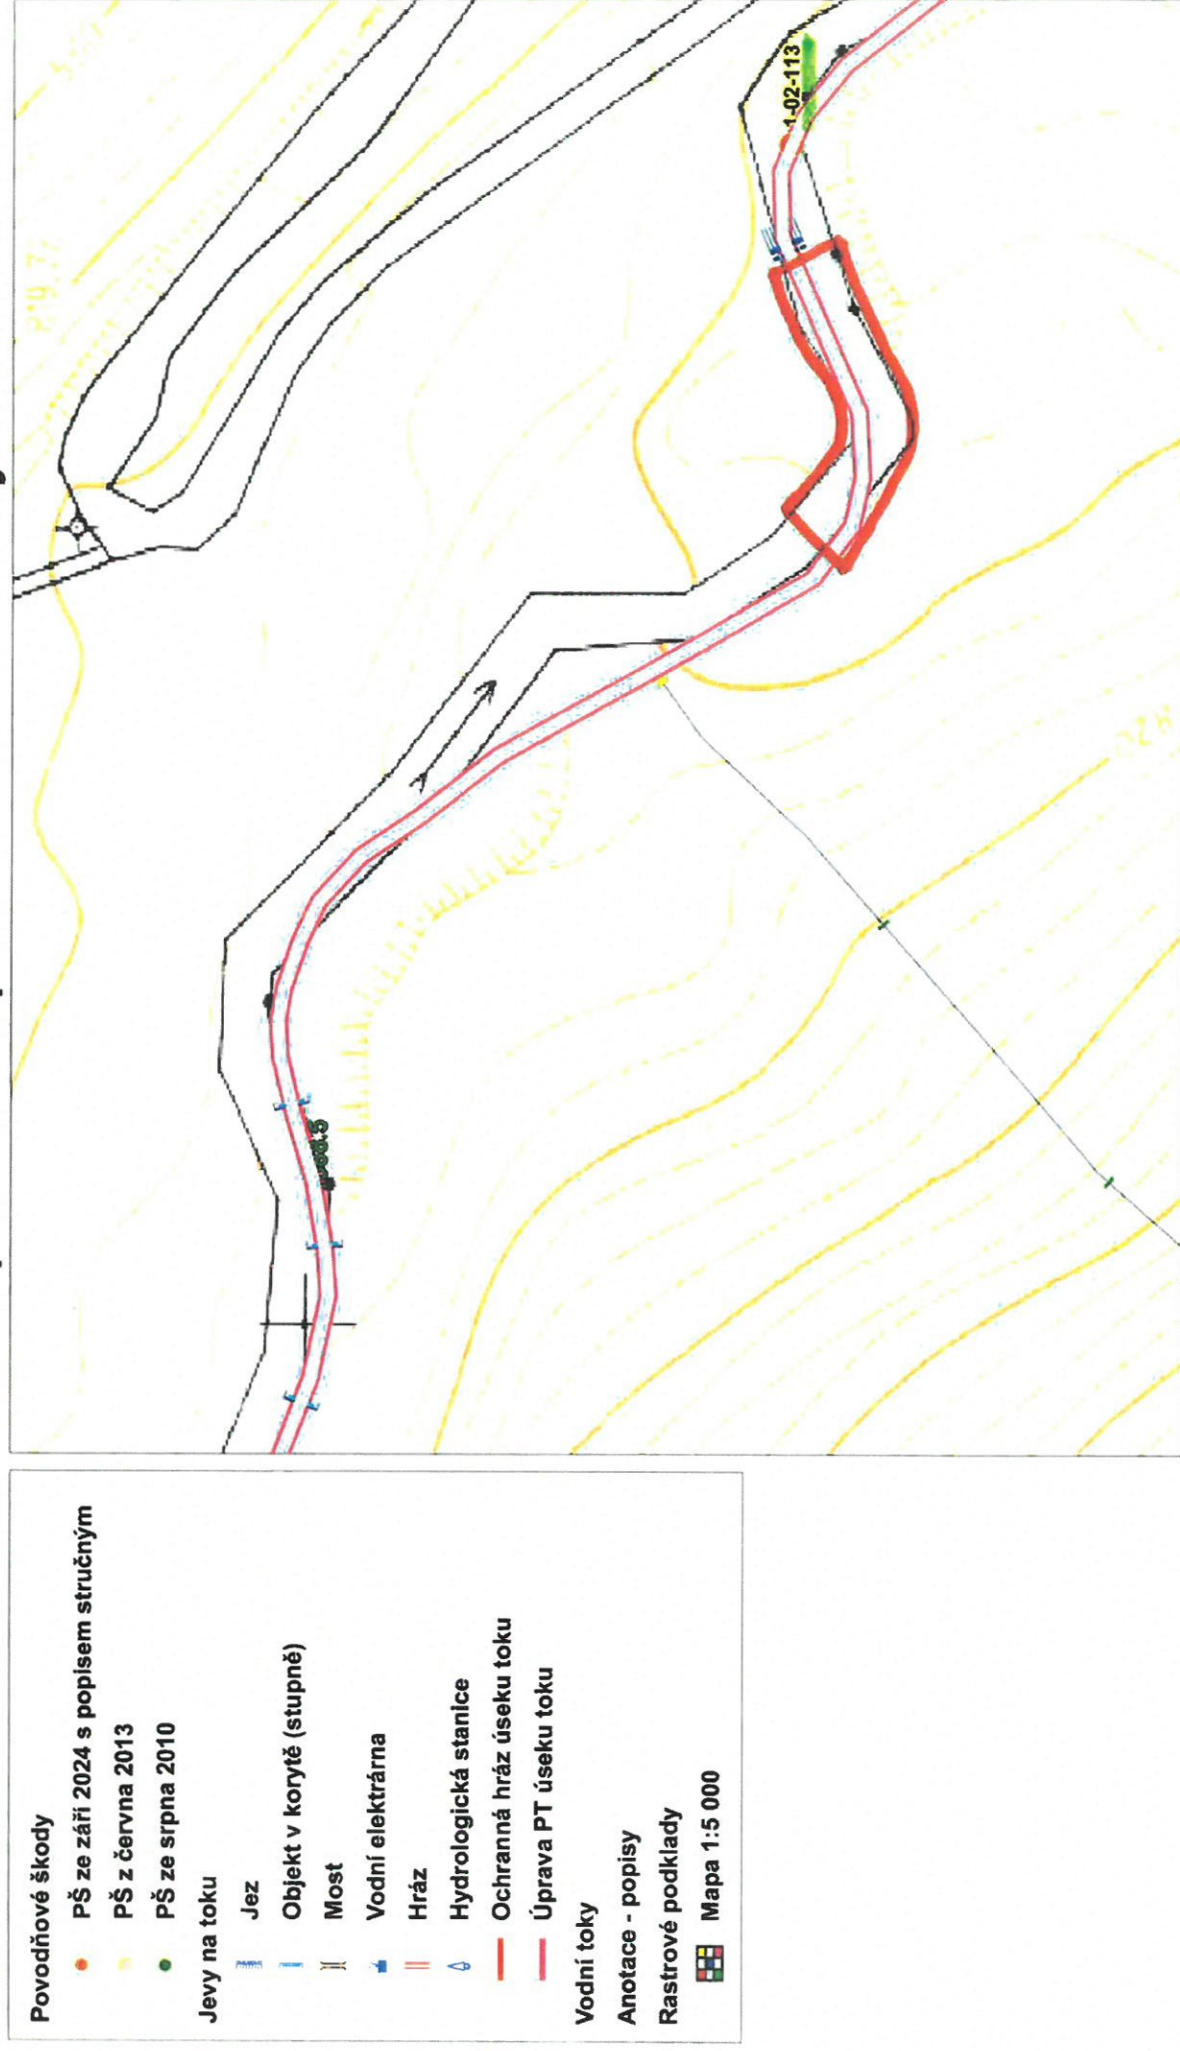 Povodňové škody
PŠ ze září 2024 s popisem stručným
PŠ z června 2013
PŠ ze srpna 2010
Jevy na toku
Jez
Objekt v korytě (stupně)
Most
Vodní elektrárna
Hráz
Hydrologická stanice
Ochranná hráz úseku toku
Úprava PT úseku toku
Vodní toky
Anotace - popisy
Rastrové podklady
Mapa 1:5 000
1-02-113